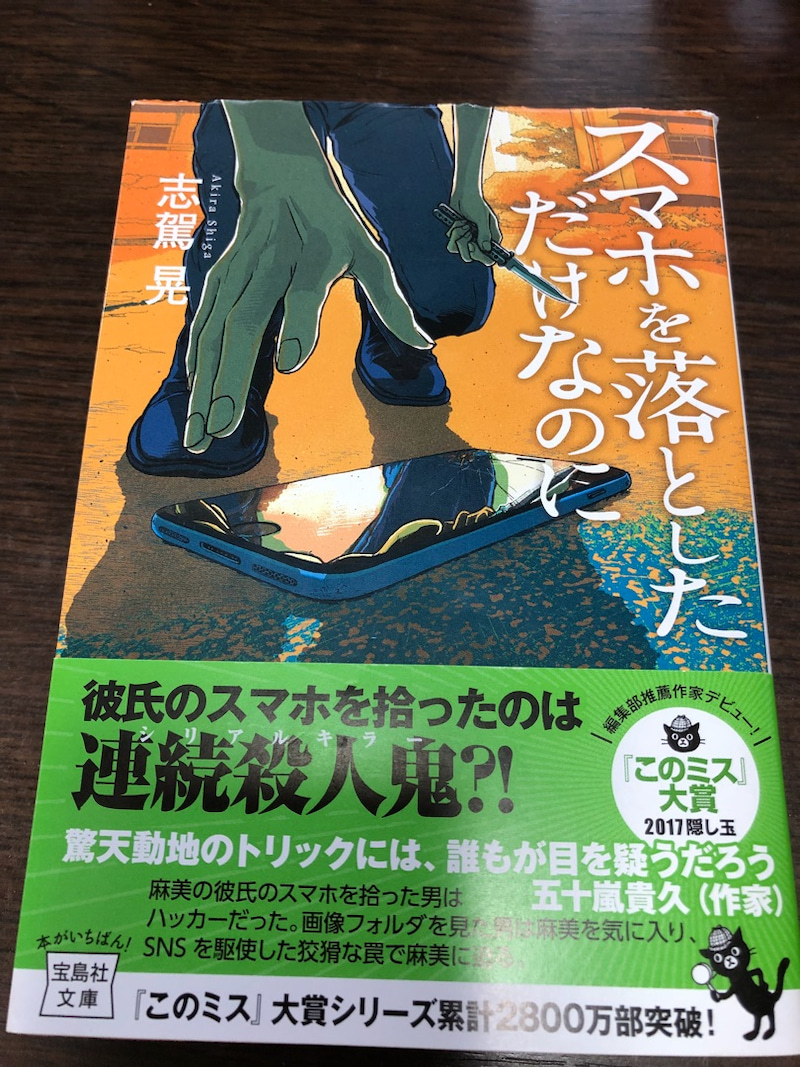 スマホを落とした
だけなのに
志駕 晃
Akira Shiga
彼氏のスマホを拾ったのは
シリアルキラー
連続殺人鬼?!
編集部推薦作家デビュー!
『このミス』
大賞
2017隠し玉
驚天動地のトリックには、誰もが目を疑うだろう
五十嵐貴久(作家)
麻美の彼氏のスマホを拾った男は
ハッカーだった。画像フォルダを見た男は麻美を気に入り、
SNSを駆使した狡猾な罠で麻美に
本がいちばん!
宝島社
文庫
『このミス』大賞シリーズ累計2800万部突破!